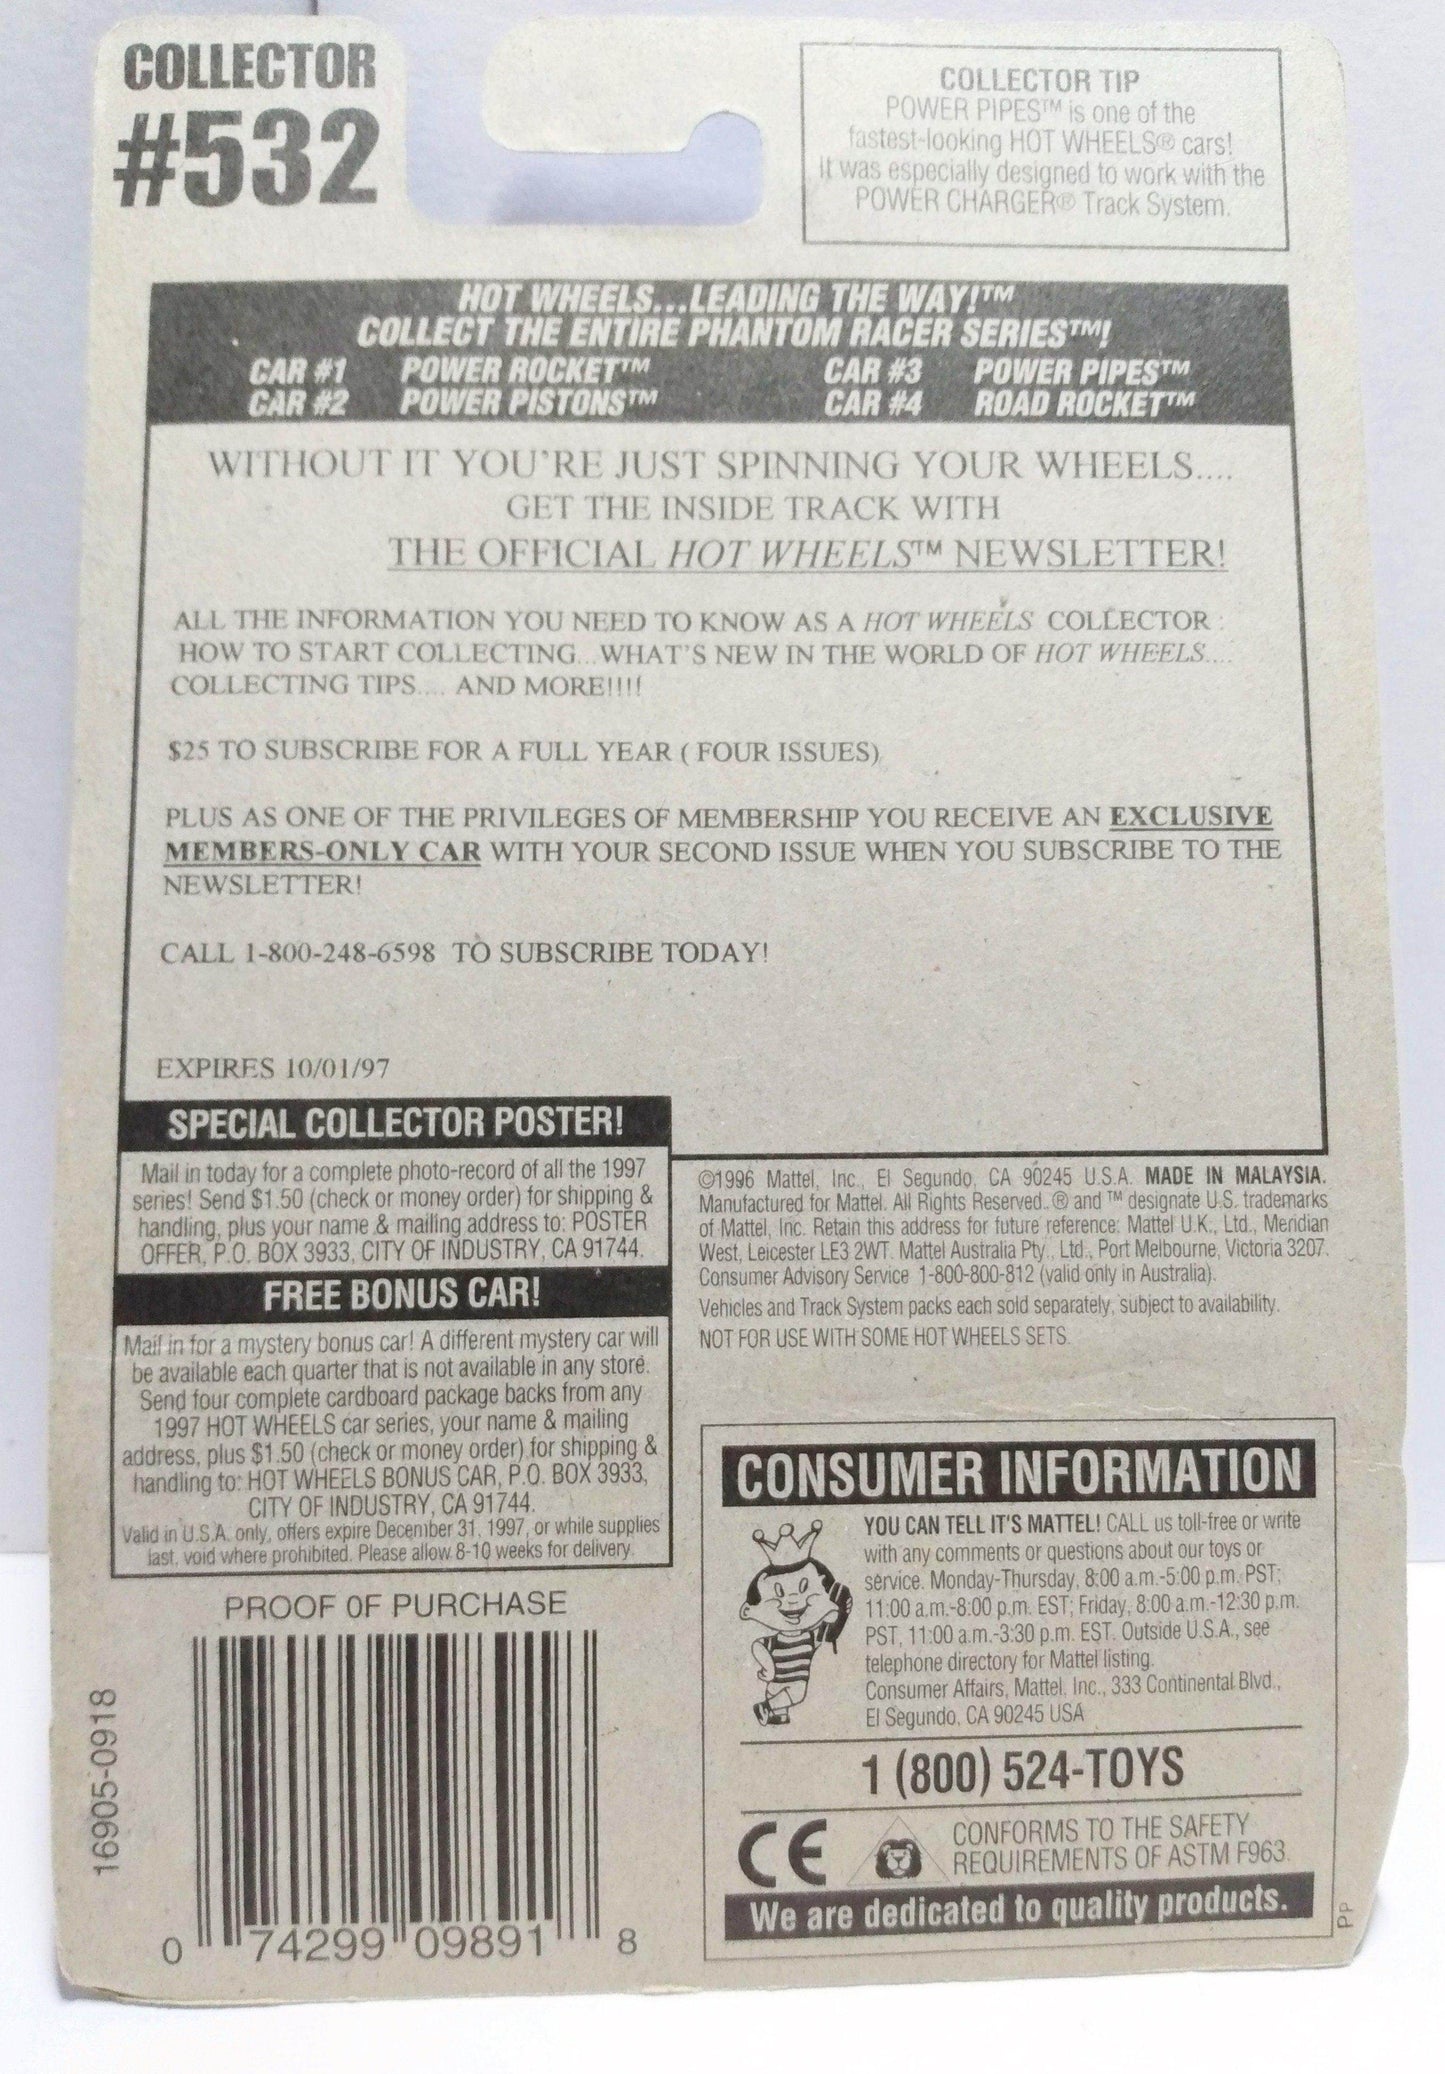 COLLECTOR
#532
COLLECTOR TIP
POWER PIPES™ is one of the
fastest-looking HOT WHEELS® cars!
It was especially designed to work with the
POWER CHARGER® Track System.
HOT WHEELS...LEADING THE WAY!™
COLLECT THE ENTIRE PHANTOM RACER SERIES™!
CAR #1 POWER ROCKET™ CAR #3 POWER PIPES™
CAR #2 POWER PISTONS™ CAR #4 ROAD ROCKET™
WITHOUT IT YOU'RE JUST SPINNING YOUR WHEELS....
GET THE INSIDE TRACK WITH
THE OFFICIAL HOT WHEELS™ NEWSLETTER!
ALL THE INFORMATION YOU NEED TO KNOW AS A HOT WHEELS COLLECTOR :
HOW TO START COLLECTING...WHAT'S NEW IN THE WORLD OF HOT WHEELS....
COLLECTING TIPS.... AND MORE!!!!
$25 TO SUBSCRIBE FOR A FULL YEAR ( FOUR ISSUES)
PLUS AS ONE OF THE PRIVILEGES OF MEMBERSHIP YOU RECEIVE AN EXCLUSIVE
MEMBERS-ONLY CAR WITH YOUR SECOND ISSUE WHEN YOU SUBSCRIBE TO THE
NEWSLETTER!
CALL 1-800-248-6598 TO SUBSCRIBE TODAY!
EXPIRES 10/01/97
SPECIAL COLLECTOR POSTER!
Mail in today for a complete photo-record of all the 1997
series! Send $1.50 (check or money order) for shipping &
handling, plus your name & mailing address to: POSTER
OFFER, P.O. BOX 3933, CITY OF INDUSTRY, CA 91744.
FREE BONUS CAR!
Mail in for a mystery bonus car! A different mystery car will
be available each quarter that is not available in any store.
Send four complete cardboard package backs from any
1997 HOT WHEELS car series, your name & mailing
address, plus $1.50 (check or money order) for shipping &
handling to: HOT WHEELS BONUS CAR, P.O. BOX 3933,
CITY OF INDUSTRY, CA 91744.
Valid in U.S.A. only, offers expire December 31, 1997, or while supplies
last, void where prohibited. Please allow 8-10 weeks for delivery.
©1996 Mattel, Inc., El Segundo, CA 90245 U.S.A. MADE IN MALAYSIA.
Manufactured for Mattel. All Rights Reserved. ® and ™ designate U.S. trademarks
of Mattel, Inc. Retain this address for future reference: Mattel U.K., Ltd., Meridian
West, Leicester LE3 2WT. Mattel Australia Pty., Ltd., Port Melbourne, Victoria 3207.
Consumer Advisory Service 1-800-800-812 (valid only in Australia).
Vehicles and Track System packs each sold separately, subject to availability.
NOT FOR USE WITH SOME HOT WHEELS SETS.
CONSUMER INFORMATION
YOU CAN TELL IT'S MATTEL! CALL us toll-free or write
with any comments or questions about our toys or
service. Monday-Thursday, 8:00 a.m.-5:00 p.m. PST;
11:00 a.m.-8:00 p.m. EST; Friday, 8:00 a.m.-12:30 p.m.
PST, 11:00 a.m.-3:30 p.m. EST. Outside U.S.A., see
telephone directory for Mattel listing.
Consumer Affairs, Mattel, Inc., 333 Continental Blvd.,
El Segundo, CA 90245 USA
1 (800) 524-TOYS
CE
CONFORMS TO THE SAFETY
REQUIREMENTS OF ASTM F963.
We are dedicated to quality products.
PP
PROOF OF PURCHASE
16905-0918
0 74299 09891 8